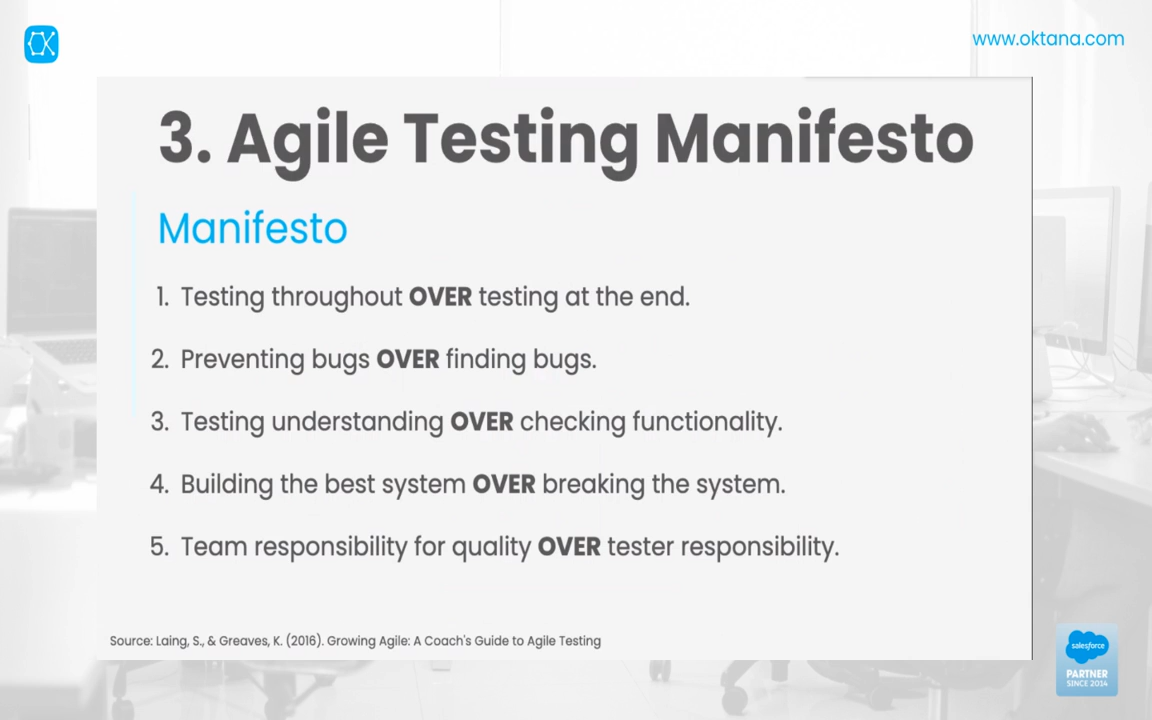 www.oktana.com
3. Agile Testing Manifesto
Manifesto
1. Testing throughout OVER testing at the end.
2. Preventing bugs OVER finding bugs.
3. Testing understanding OVER checking functionality.
4. Building the best system OVER breaking the system.
5. Team responsibility for quality OVER tester responsibility.
Source: Laing, S., & Greaves, K. (2016). Growing Agile: A Coach's Guide to Agile Testing
salesforce
PARTNER
SINCE 2014